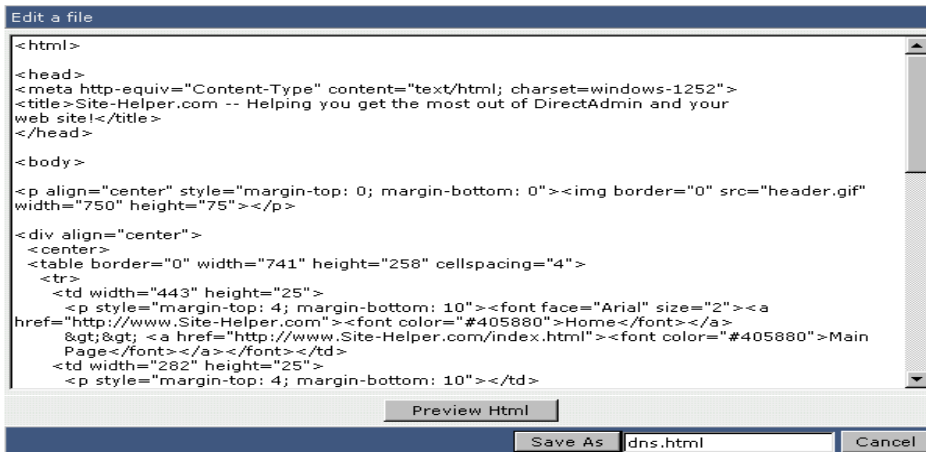 Edit a file
<html>
<head>
<meta http-equiv="Content-Type" content="text/html; charset=windows-1252">
<title>Site-Helper.com -- Helping you get the most out of DirectAdmin and your
web site!</title>
</head>
<body>
<p align="center" style="margin-top: 0; margin-bottom: 0"><img border="0" src="header.gif"
width="750" height="75"></p>
<div align="center">
<center>
<table border="0" width="741" height="258" cellspacing="4">
<tr>
<td width="443" height="25">
<p style="margin-top: 4; margin-bottom: 10"><font face="Arial" size="2"><a
href="http://www.Site-Helper.com"><font color="#405880">Home</font></a>
&gt;&gt; <a href="http://www.Site-Helper.com/index.html"><font color="#405880">Main
Page</font></a></font></td>
<td width="282" height="25">
<p style="margin-top: 4; margin-bottom: 10"></td>
Preview Html
Save As dns.html Cancel